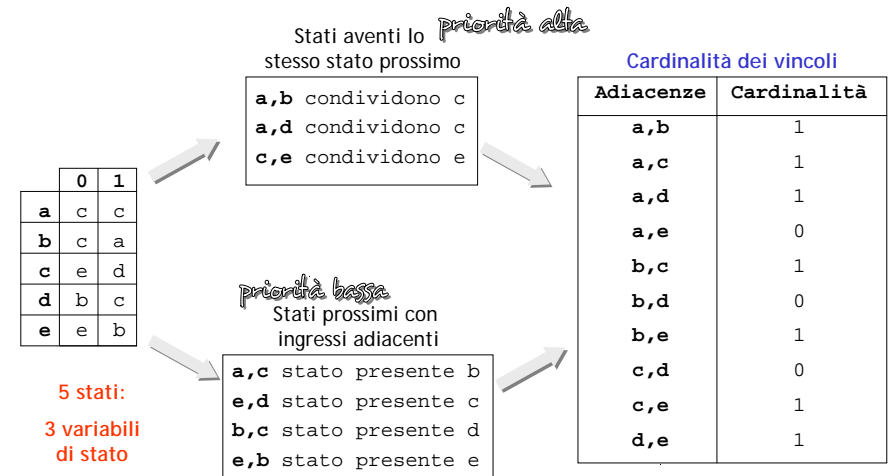 priorità alta
Stati aventi lo
stesso stato prossimo
a,b condividono c
a,d condividono c
c,e condividono e
0 1
a c c
b c a
c e d
d b c
e e b
5 stati:
3 variabili
di stato
priorità bassa
Stati prossimi con
ingressi adiacenti
a,c stato presente b
e,d stato presente c
b,c stato presente d
e,b stato presente e
Cardinalità dei vincoli
Adiacenze Cardinalità
a,b 1
a,c 1
a,d 1
a,e 0
b,c 1
b,d 0
b,e 1
c,d 0
c,e 1
d,e 1